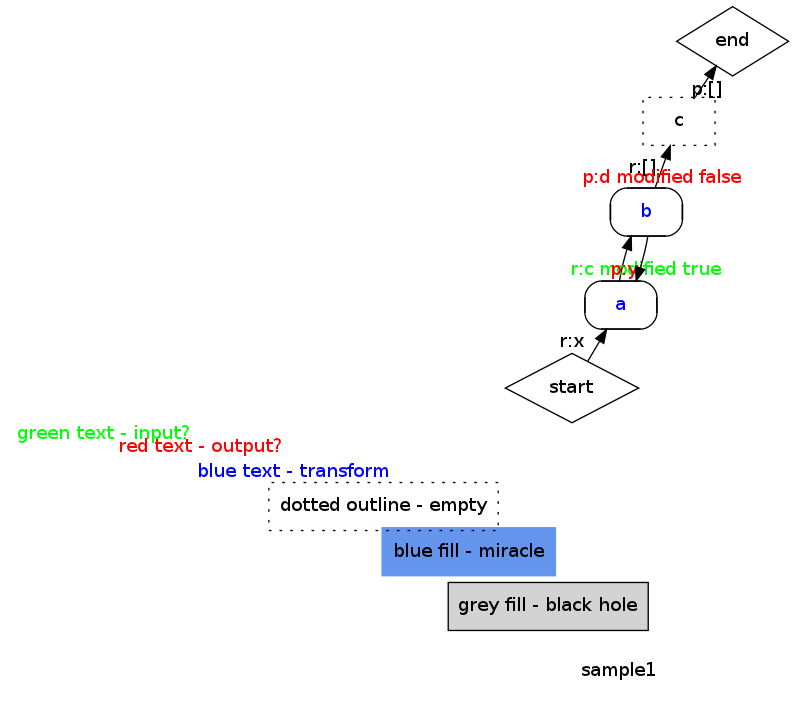 end
p:[]
c
r:[]
p:d modified false
b
r:c modified true
p:y
a
r:x
start
green text - input?
red text - output?
blue text - transform
dotted outline - empty
blue fill - miracle
grey fill - black hole
sample1